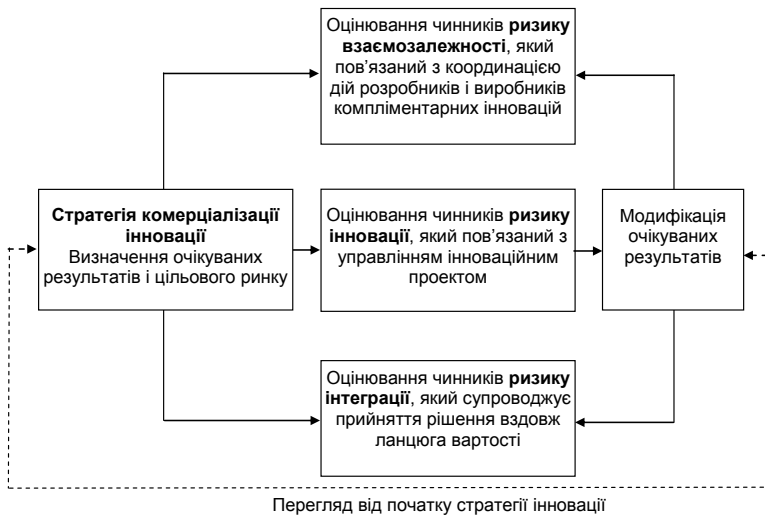 Оцінювання чинників ризику
взаємозалежності, який
пов’язаний з координацією
дій розробників і виробників
компліментарних інновацій
Стратегія комерціалізації
інновації
Визначення очікуваних
результатів і цільового ринку
Оцінювання чинників ризику
інновації, який пов’язаний з
управлінням інноваційним
проектом
Модифікація
очікуваних
результатів
Оцінювання чинників ризику
інтеграції, який супроводжує
прийняття рішення вздовж
ланцюга вартості
Перегляд від початку стратегії інновації